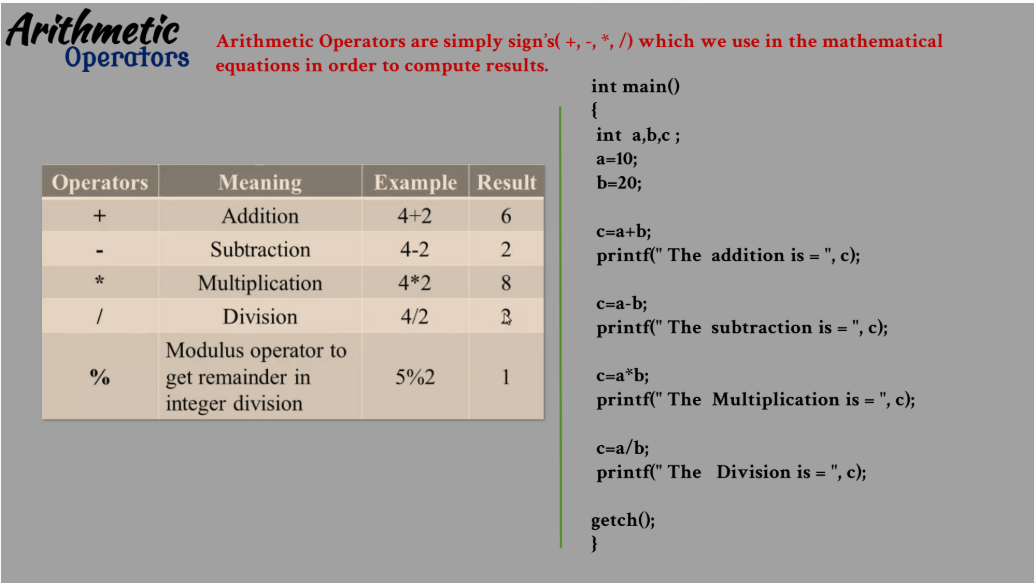 Arithmetic
Operators
Arithmetic Operators are simply sign's( +, -, *, /) which we use in the mathematical
equations in order to compute results.
Operators Meaning Example Result
+ Addition 4+2 6
- Subtraction 4-2 2
* Multiplication 4*2 8
/ Division 4/2
% Modulus operator to
get remainder in 5%2 1
integer division
int main()
{
int a,b,c ;
a=10;
b=20;
c=a+b;
printf(" The addition is = ", c);
c=a-b;
printf(" The subtraction is = ", c);
c=a*b;
printf(" The Multiplication is = ", c);
c=a/b;
printf(" The Division is = ", c);
getch();
}